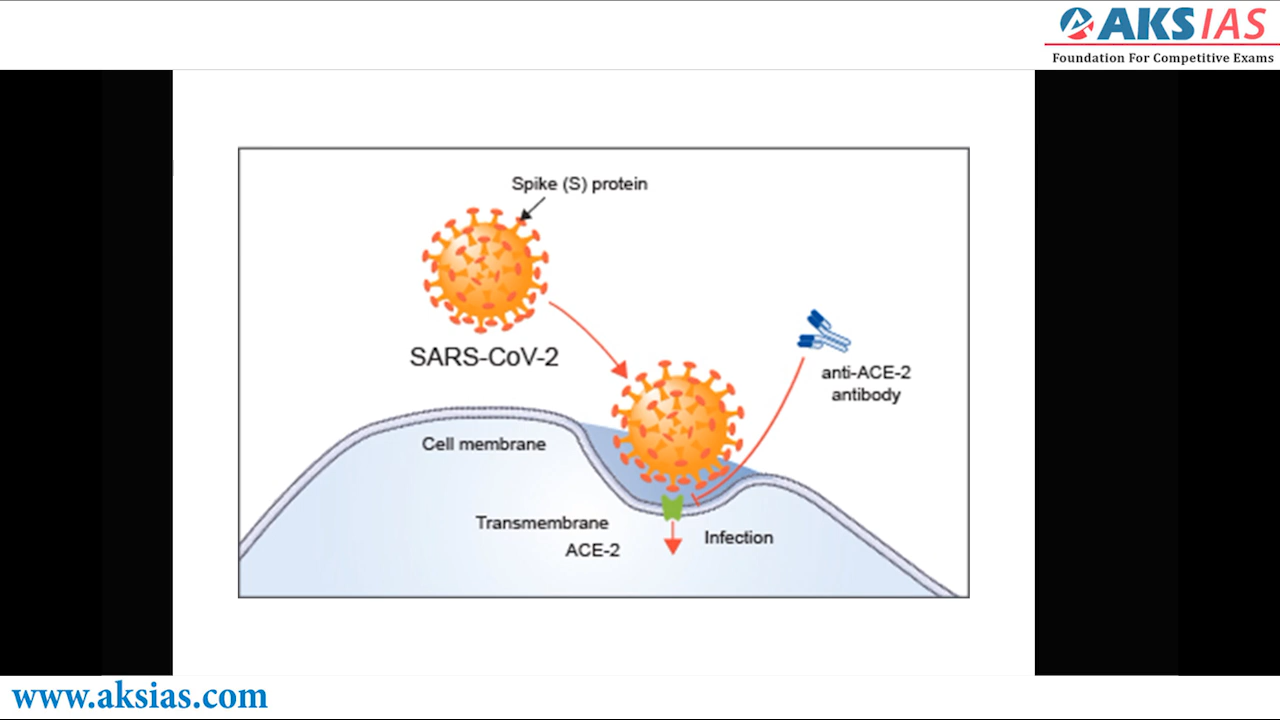 AKS IAS
Foundation For Competitive Exams
Spike (S) protein
SARS-CoV-2
anti-ACE-2
antibody
Cell membrane
Transmembrane
ACE-2
Infection
www.aksias.com